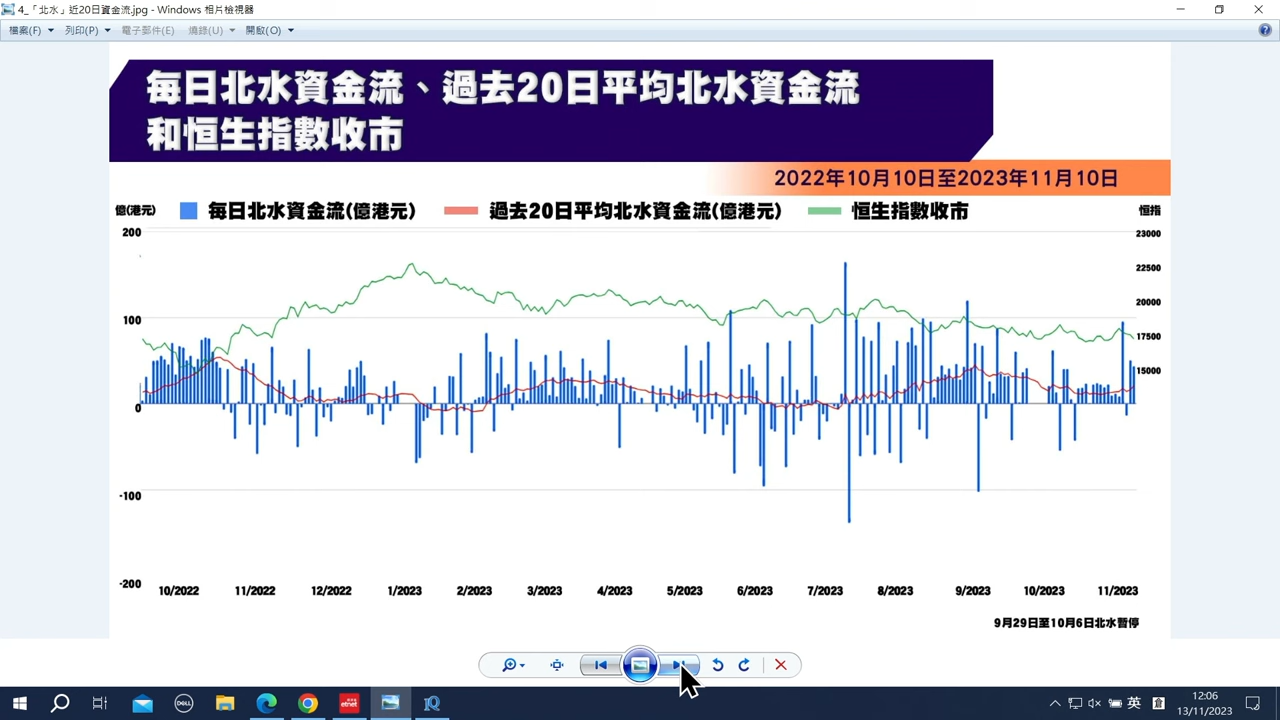 4_「北水」近20日資金流.jpg - Windows 相片檢視器
檔案(F) 列印(P) 電子郵件(E) 燒錄(U) 開啟(O)
每日北水資金流、過去20日平均北水資金流
和恒生指數收市
2022年10月10日至2023年11月10日
億(港元) 每日北水資金流(億港元) 過去20日平均北水資金流(億港元) 恒生指數收市 恒指
200 23000
22500
20000
100 17500
15000
0
-100
-200
10/2022 11/2022 12/2022 1/2023 2/2023 3/2023 4/2023 5/2023 6/2023 7/2023 8/2023 9/2023 10/2023 11/2023
9月29日至10月6日北水暫停
DELL etnet IQ 英 12:06
13/11/2023